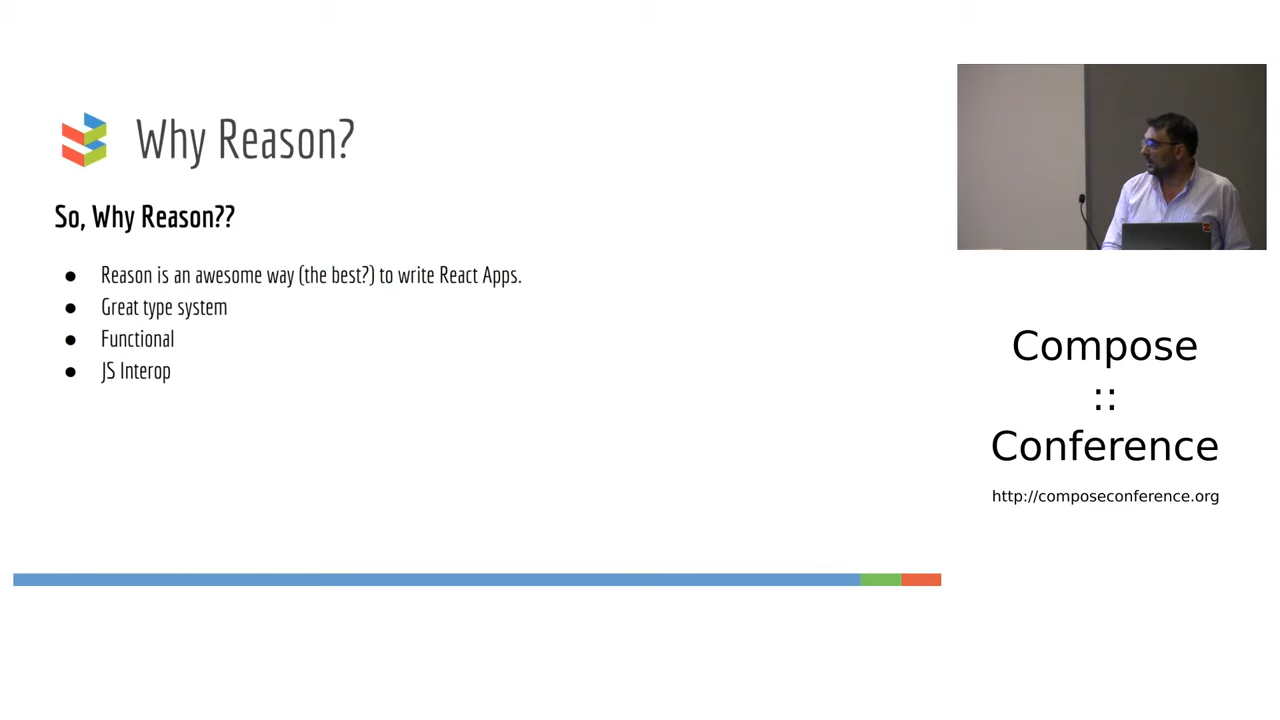 Why Reason?
So, Why Reason??
● Reason is an awesome way (the best?) to write React Apps.
● Great type system
● Functional
● JS Interop
Compose
::
Conference
http://composeconference.org